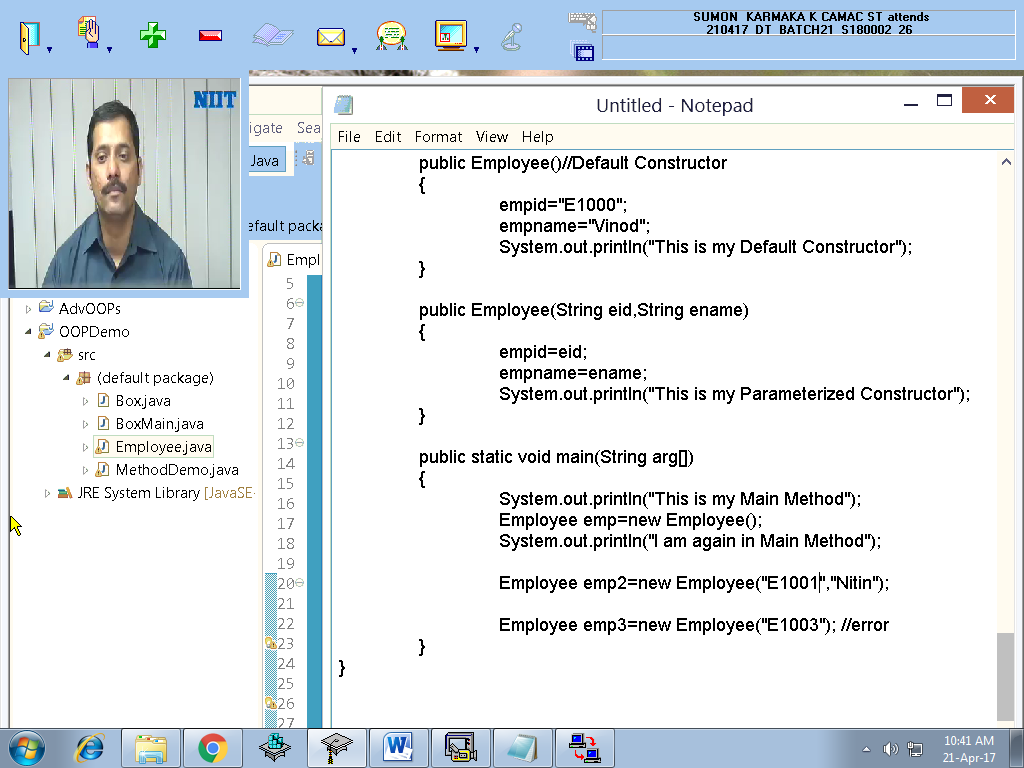 SUMON KARMAKA K CAMAC ST attends
210417 DT BATCH21 S180002 26
NIIT
igate Sea
Java
efault packa
Empl
Untitled - Notepad
File Edit Format View Help
public Employee()//Default Constructor
{
empid="E1000";
empname="Vinod";
System.out.println("This is my Default Constructor");
}
public Employee(String eid,String ename)
{
empid=eid;
empname=ename;
System.out.println("This is my Parameterized Constructor");
}
public static void main(String arg[])
{
System.out.println("This is my Main Method");
Employee emp=new Employee();
System.out.println("I am again in Main Method");
Employee emp2=new Employee("E1001","Nitin");
Employee emp3=new Employee("E1003"); //error
}
}
AdvOOPs
OOPDemo
src
(default package)
Box.java
BoxMain.java
Employee.java
MethodDemo.java
JRE System Library [JavaSE-
5
6
7
8
9
10
11
12
13
14
15
16
17
18
19
20
21
22
23
24
25
26
27
10:41 AM
21-Apr-17